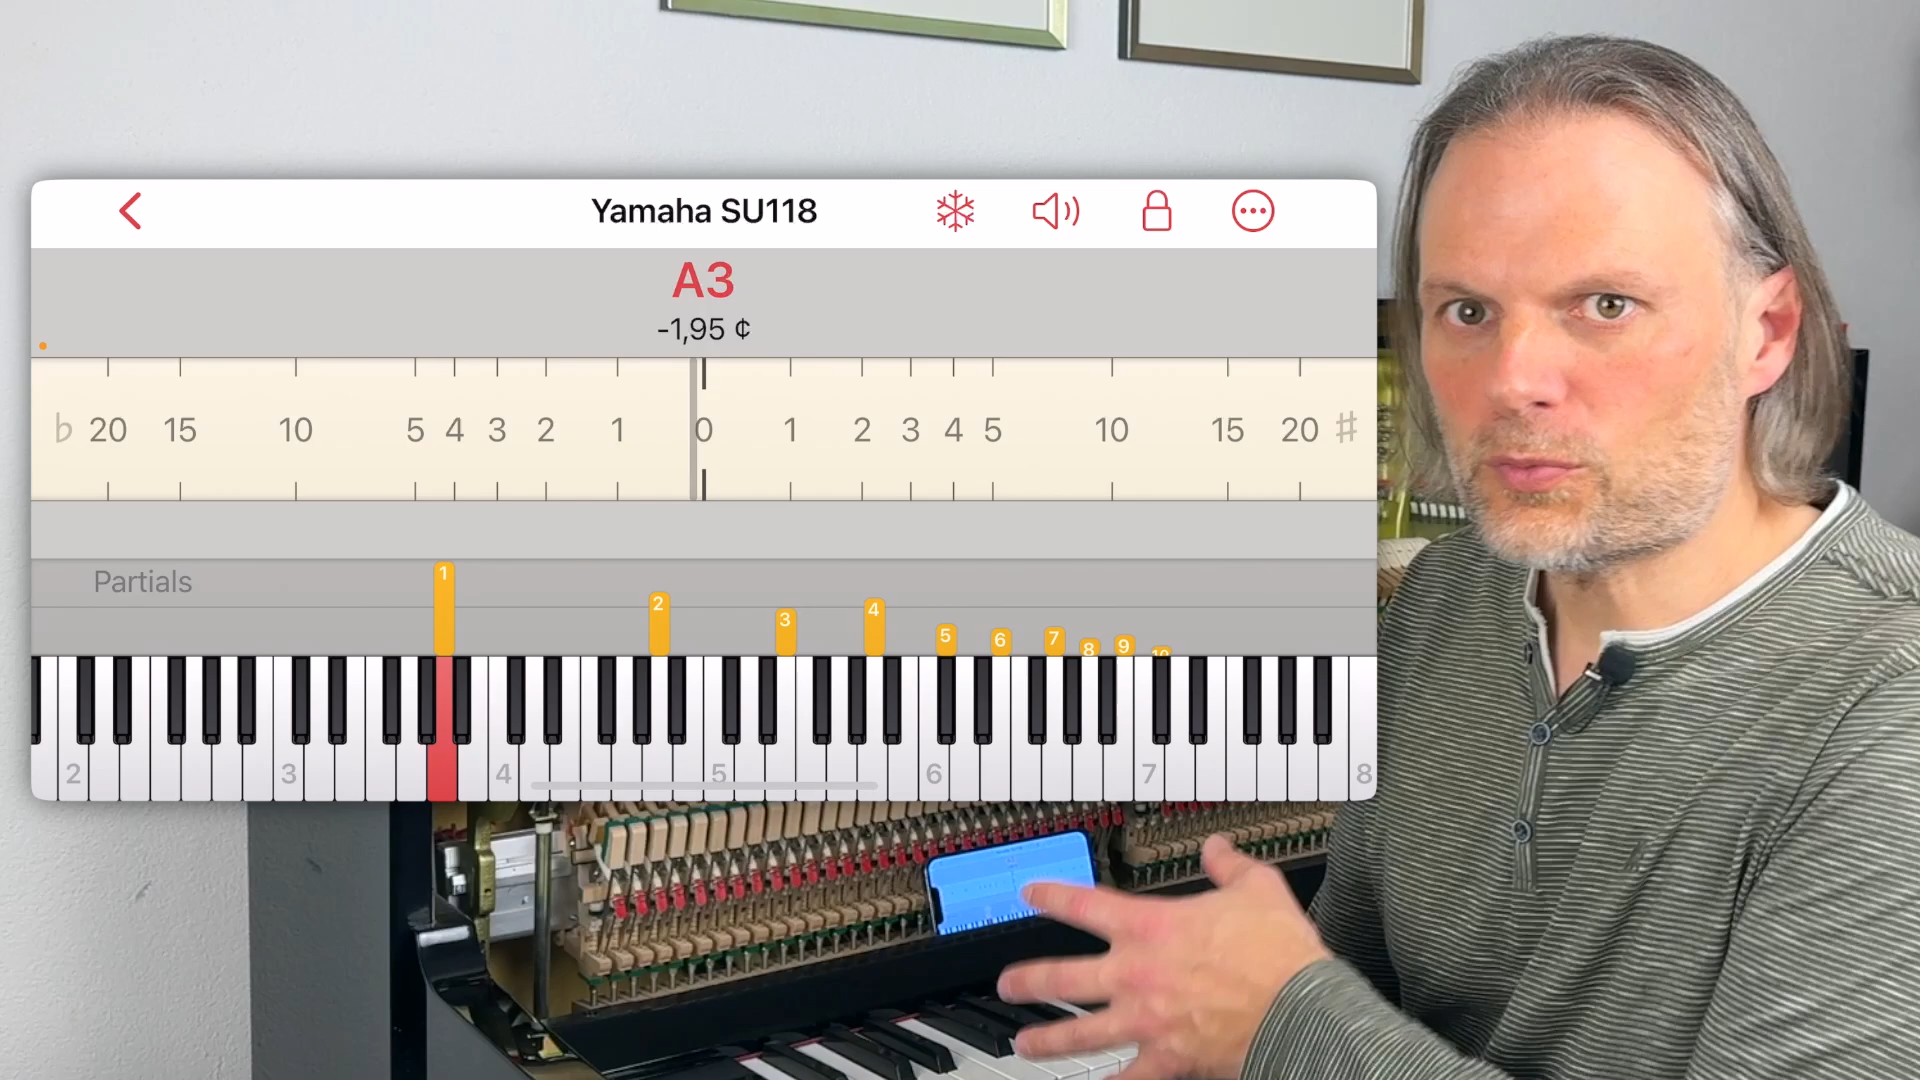 Yamaha SU118
A3
-1,95 ¢
♭ 20 15 10 5 4 3 2 1 0 1 2 3 4 5 10 15 20 ♯
Partials
1 2 3 4 5 6 7 8 9 10
2 3 4 5 6 7 8